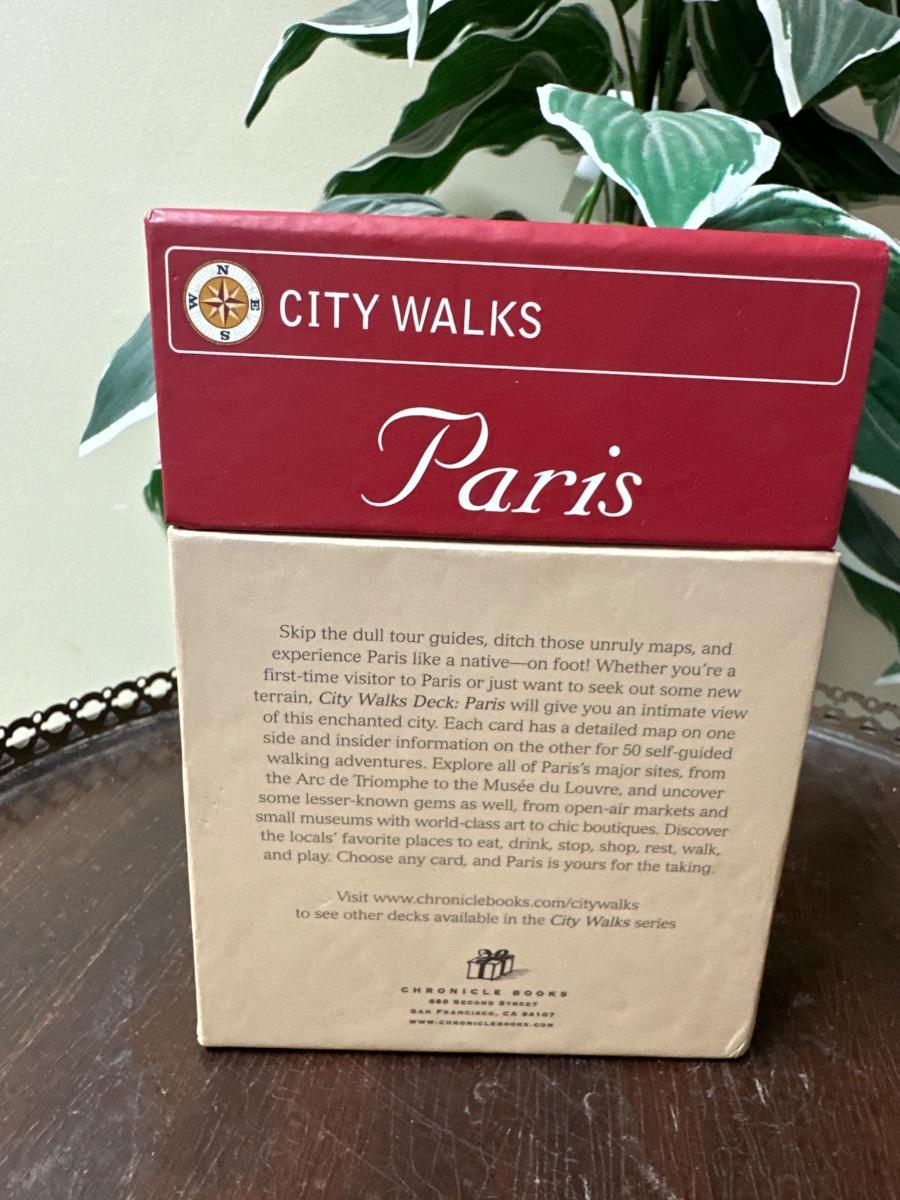 N
W E
S
CITY WALKS
Paris
Skip the dull tour guides, ditch those unruly maps, and
experience Paris like a native—on foot! Whether you're a
first-time visitor to Paris or just want to seek out some new
terrain, City Walks Deck: Paris will give you an intimate view
of this enchanted city. Each card has a detailed map on one
side and insider information on the other for 50 self-guided
walking adventures. Explore all of Paris's major sites, from
the Arc de Triomphe to the Musée du Louvre, and uncover
some lesser-known gems as well, from open-air markets and
small museums with world-class art to chic boutiques. Discover
the locals' favorite places to eat, drink, stop, shop, rest, walk,
and play. Choose any card, and Paris is yours for the taking.
Visit www.chroniclebooks.com/citywalks
to see other decks available in the City Walks series
CHRONICLE BOOKS
680 SECOND STREET
SAN FRANCISCO, CA 94107
WWW.CHRONICLEBOOKS.COM